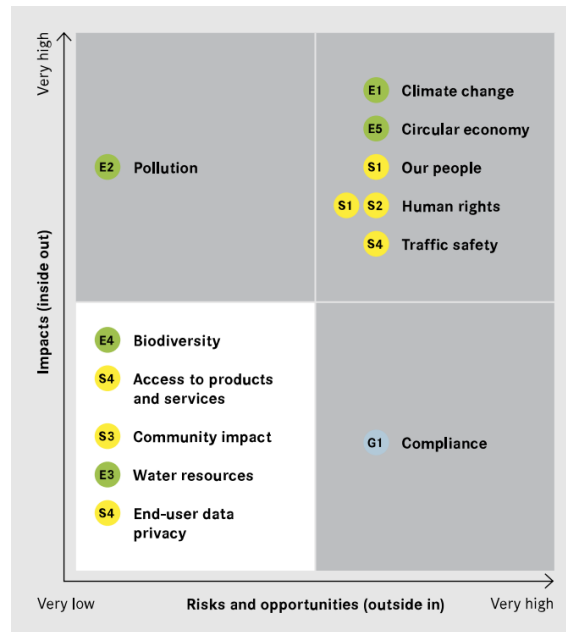 Very high
Impacts (inside out)
E1 Climate change
E5 Circular economy
E2 Pollution
S1 Our people
S1 S2 Human rights
S4 Traffic safety
E4 Biodiversity
S4 Access to products
and services
S3 Community impact
G1 Compliance
E3 Water resources
S4 End-user data
privacy
Very low
Risks and opportunities (outside in)
Very high